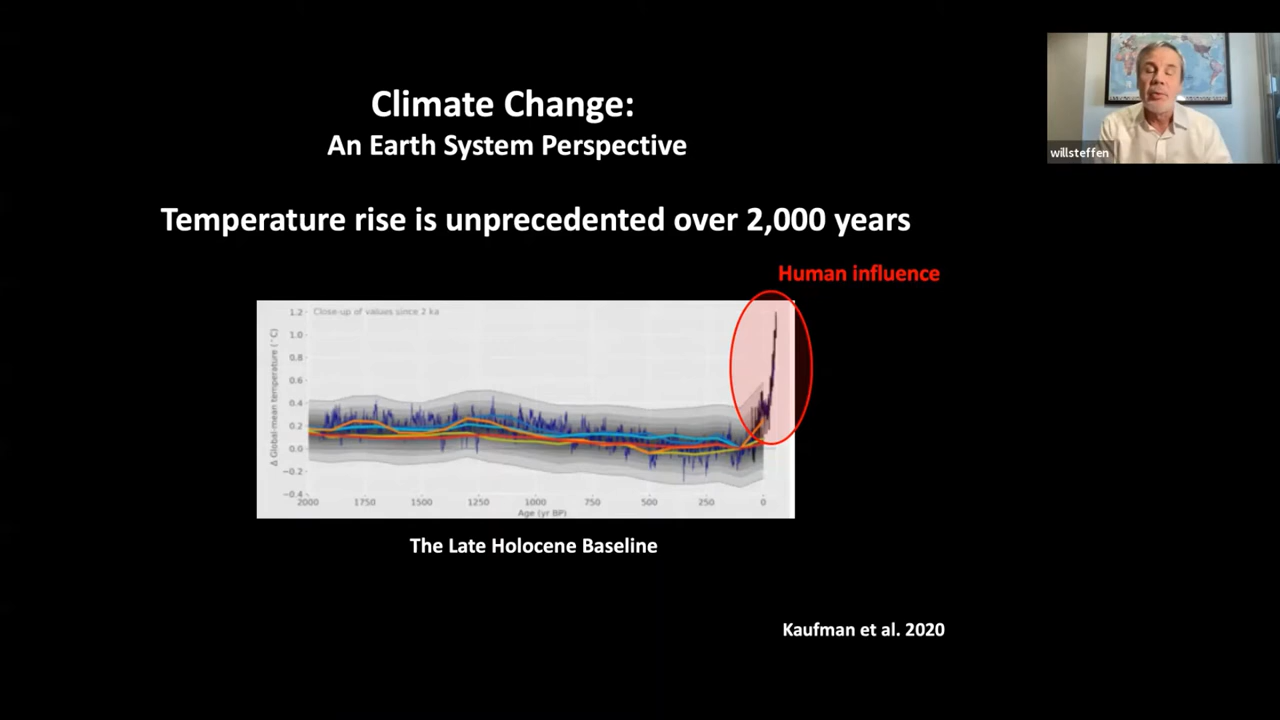 Climate Change:
An Earth System Perspective
willsteffen
Temperature rise is unprecedented over 2,000 years
Human influence
Close-up of values since 2 ka
Δ Global-mean temperature (°C)
1.2
1.0
0.8
0.6
0.4
0.2
0.0
−0.2
−0.4
2000 1750 1500 1250 1000 750 500 250 0
Age (yr BP)
The Late Holocene Baseline
Kaufman et al. 2020